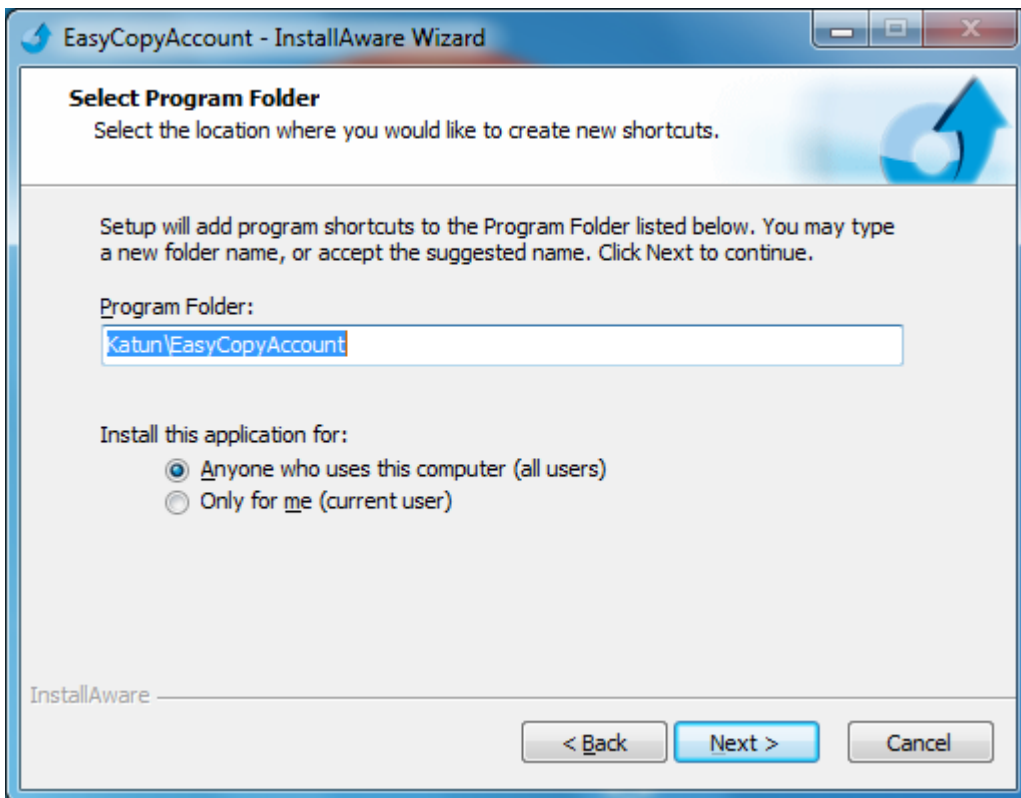 EasyCopyAccount - InstallAware Wizard
Select Program Folder
Select the location where you would like to create new shortcuts.
Setup will add program shortcuts to the Program Folder listed below. You may type
a new folder name, or accept the suggested name. Click Next to continue.
Program Folder:
Katun\EasyCopyAccount
Install this application for:
Anyone who uses this computer (all users)
Only for me (current user)
InstallAware
< Back
Next >
Cancel